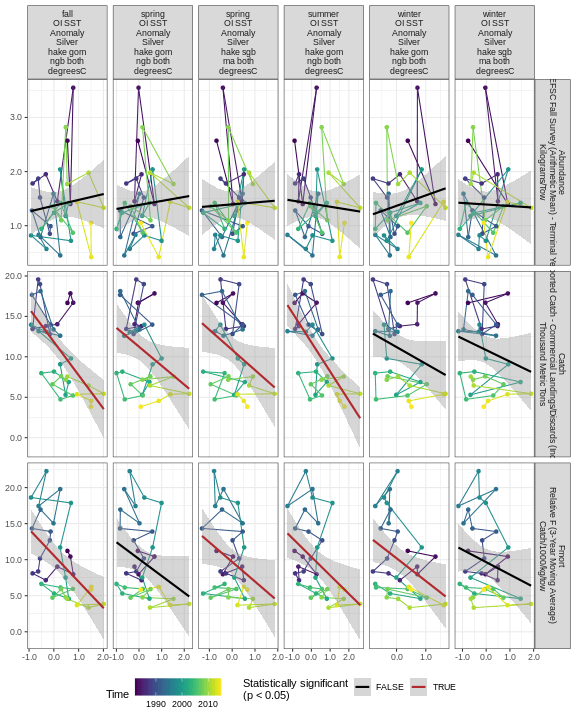 fall
OI SST
Anomaly
Silver
hake gom
ngb both
degreesC
spring
OI SST
Anomaly
Silver
hake gom
ngb both
degreesC
spring
OI SST
Anomaly
Silver
hake sgb
ma both
degreesC
summer
OI SST
Anomaly
Silver
hake gom
ngb both
degreesC
winter
OI SST
Anomaly
Silver
hake gom
ngb both
degreesC
winter
OI SST
Anomaly
Silver
hake sgb
ma both
degreesC
3.0
2.0
1.0
Abundance
EFSC Fall Survey (Arithmetic Mean) - Terminal Ye
Kilograms/Tow
20.0
15.0
10.0
5.0
0.0
Catch
ported Catch - Commercial Landings/Discards (Inc
Thousand Metric Tons
20.0
15.0
10.0
5.0
0.0
Fmort
Relative F (3-Year Moving Average)
Catch/1000/kg/tow
-1.0 0.0 1.0 2.0
-1.0 0.0 1.0 2.0
-1.0 0.0 1.0 2.0
-1.0 0.0 1.0 2.0
0.0 1.0
-1.0 0.0 1.0 2.0
Time
1990 2000 2010
Statistically significant
(p < 0.05)
FALSE
TRUE